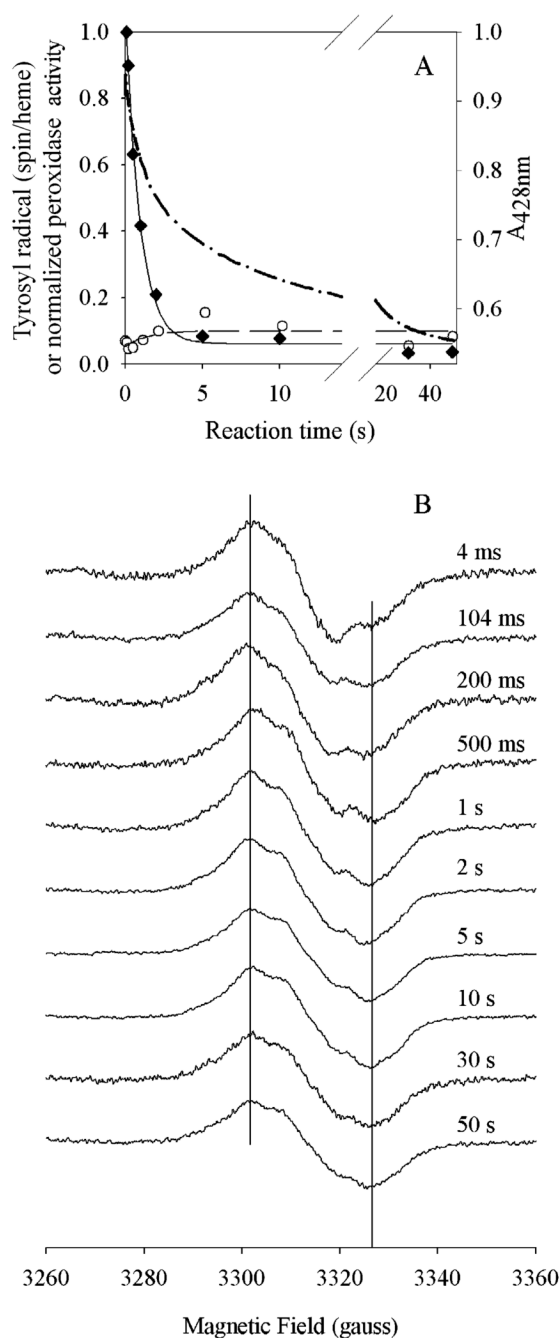 A
1.0
0.8
0.6
0.4
0.2
0.0
Tyrosyl radical (spin/heme)
or normalized peroxidase activity
1.0
0.9
0.8
0.7
0.6
A428nm
0 5 10 20 40
Reaction time (s)
B
4 ms
104 ms
200 ms
500 ms
1 s
2 s
5 s
10 s
30 s
50 s
3260 3280 3300 3320 3340 3360
Magnetic Field (gauss)